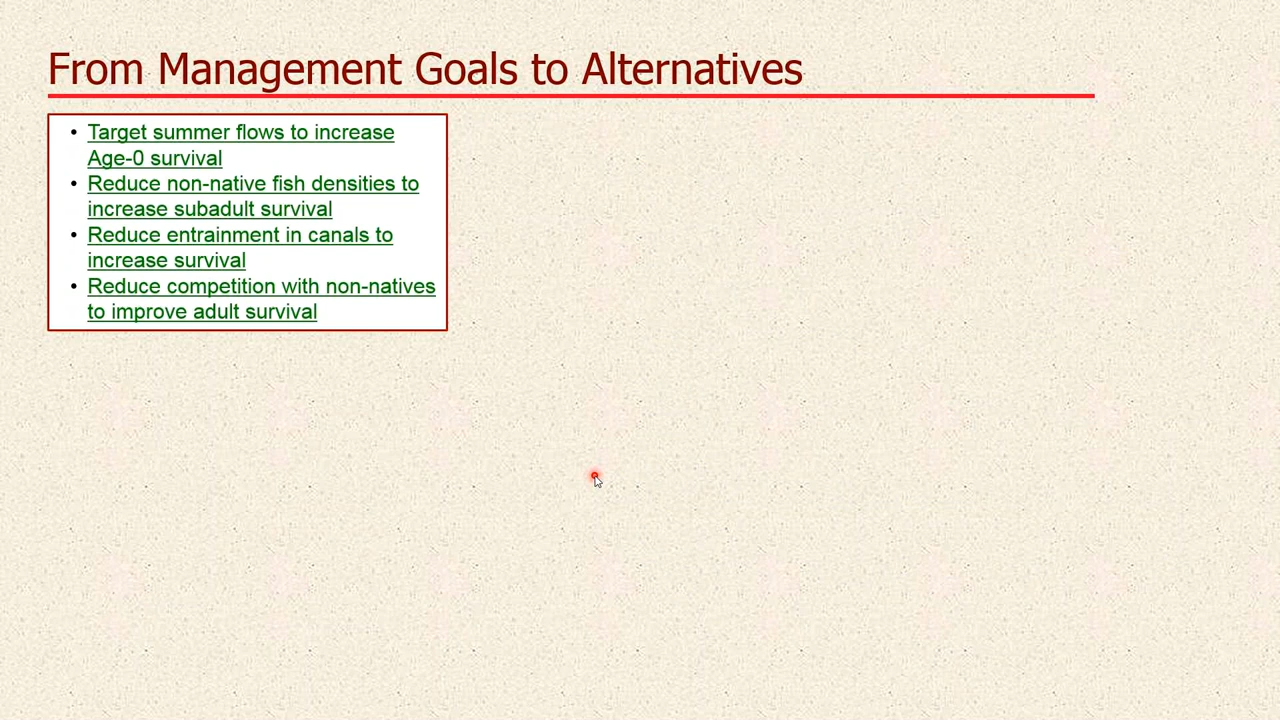 From Management Goals to Alternatives
• Target summer flows to increase
Age-0 survival
• Reduce non-native fish densities to
increase subadult survival
• Reduce entrainment in canals to
increase survival
• Reduce competition with non-natives
to improve adult survival